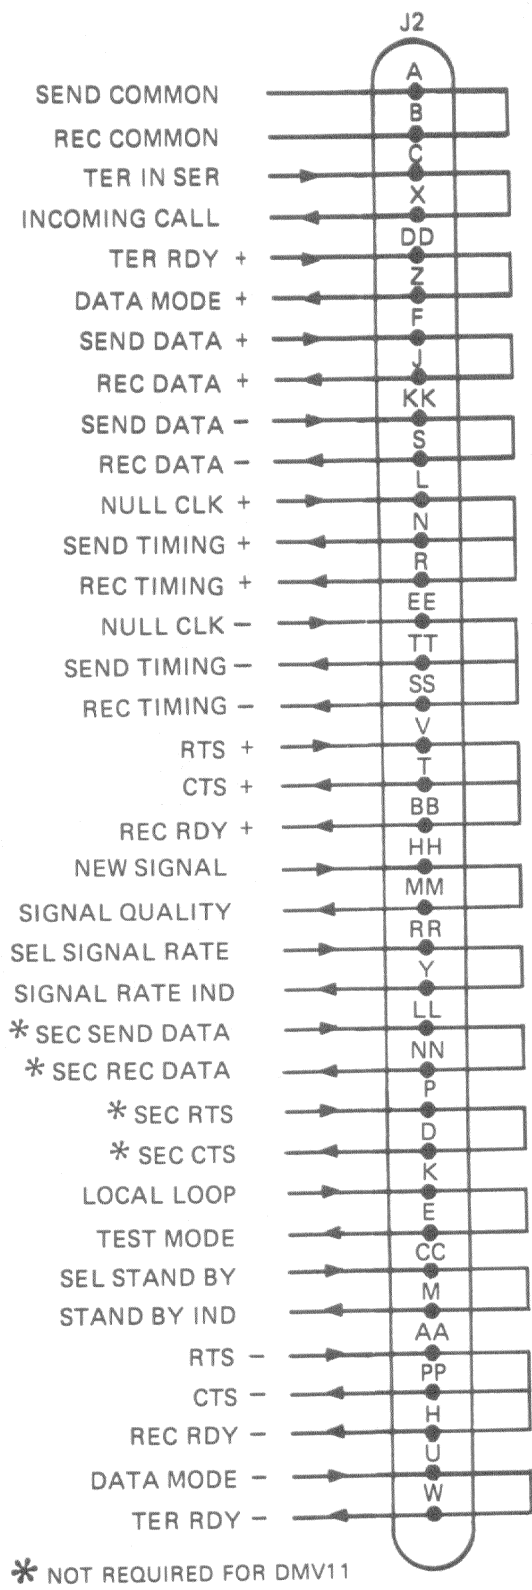 J2
A
SEND COMMON
B
REC COMMON
C
TER IN SER
X
INCOMING CALL
DD
TER RDY +
Z
DATA MODE +
F
SEND DATA +
J
REC DATA +
KK
SEND DATA −
S
REC DATA −
L
NULL CLK +
N
SEND TIMING +
R
REC TIMING +
EE
NULL CLK −
TT
SEND TIMING −
SS
REC TIMING −
V
RTS +
T
CTS +
BB
REC RDY +
HH
NEW SIGNAL
MM
SIGNAL QUALITY
RR
SEL SIGNAL RATE
Y
SIGNAL RATE IND
LL
* SEC SEND DATA
NN
* SEC REC DATA
P
* SEC RTS
D
* SEC CTS
K
LOCAL LOOP
E
TEST MODE
CC
SEL STAND BY
M
STAND BY IND
AA
RTS −
PP
CTS −
H
REC RDY −
U
DATA MODE −
W
TER RDY −
* NOT REQUIRED FOR DMV11